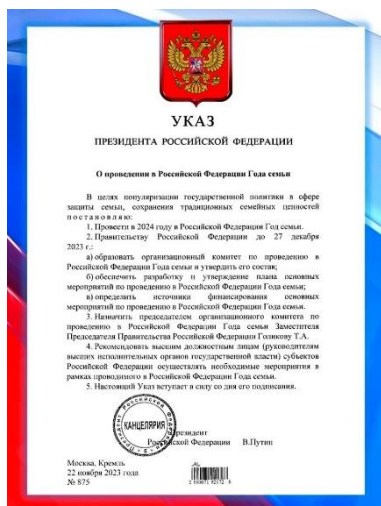 УКАЗ
ПРЕЗИДЕНТА РОССИЙСКОЙ ФЕДЕРАЦИИ
О проведении в Российской Федерации Года семьи
В целях популяризации государственной политики в сфере
защиты семьи, сохранения традиционных семейных ценностей
постановляю:
1. Провести в 2024 году в Российской Федерации Год семьи.
2. Правительству Российской Федерации до 27 декабря
2023 г.:
а) образовать организационный комитет по проведению в
Российской Федерации Года семьи и утвердить его состав;
б) обеспечить разработку и утверждение плана основных
мероприятий по проведению в Российской Федерации Года семьи;
в) определить источники финансирования основных
мероприятий по проведению в Российской Федерации Года семьи.
3. Назначить председателем организационного комитета по
проведению в Российской Федерации Года семьи Заместителя
Председателя Правительства Российской Федерации Голикову Т.А.
4. Рекомендовать высшим должностным лицам (руководителям
высших исполнительных органов государственной власти) субъектов
Российской Федерации осуществлять необходимые мероприятия в
рамках проводимого в Российской Федерации Года семьи.
5. Настоящий Указ вступает в силу со дня его подписания.
КАНЦЕЛЯРИЯ
Президент
Российской Федерации В.Путин
Москва, Кремль
22 ноября 2023 года
№ 875